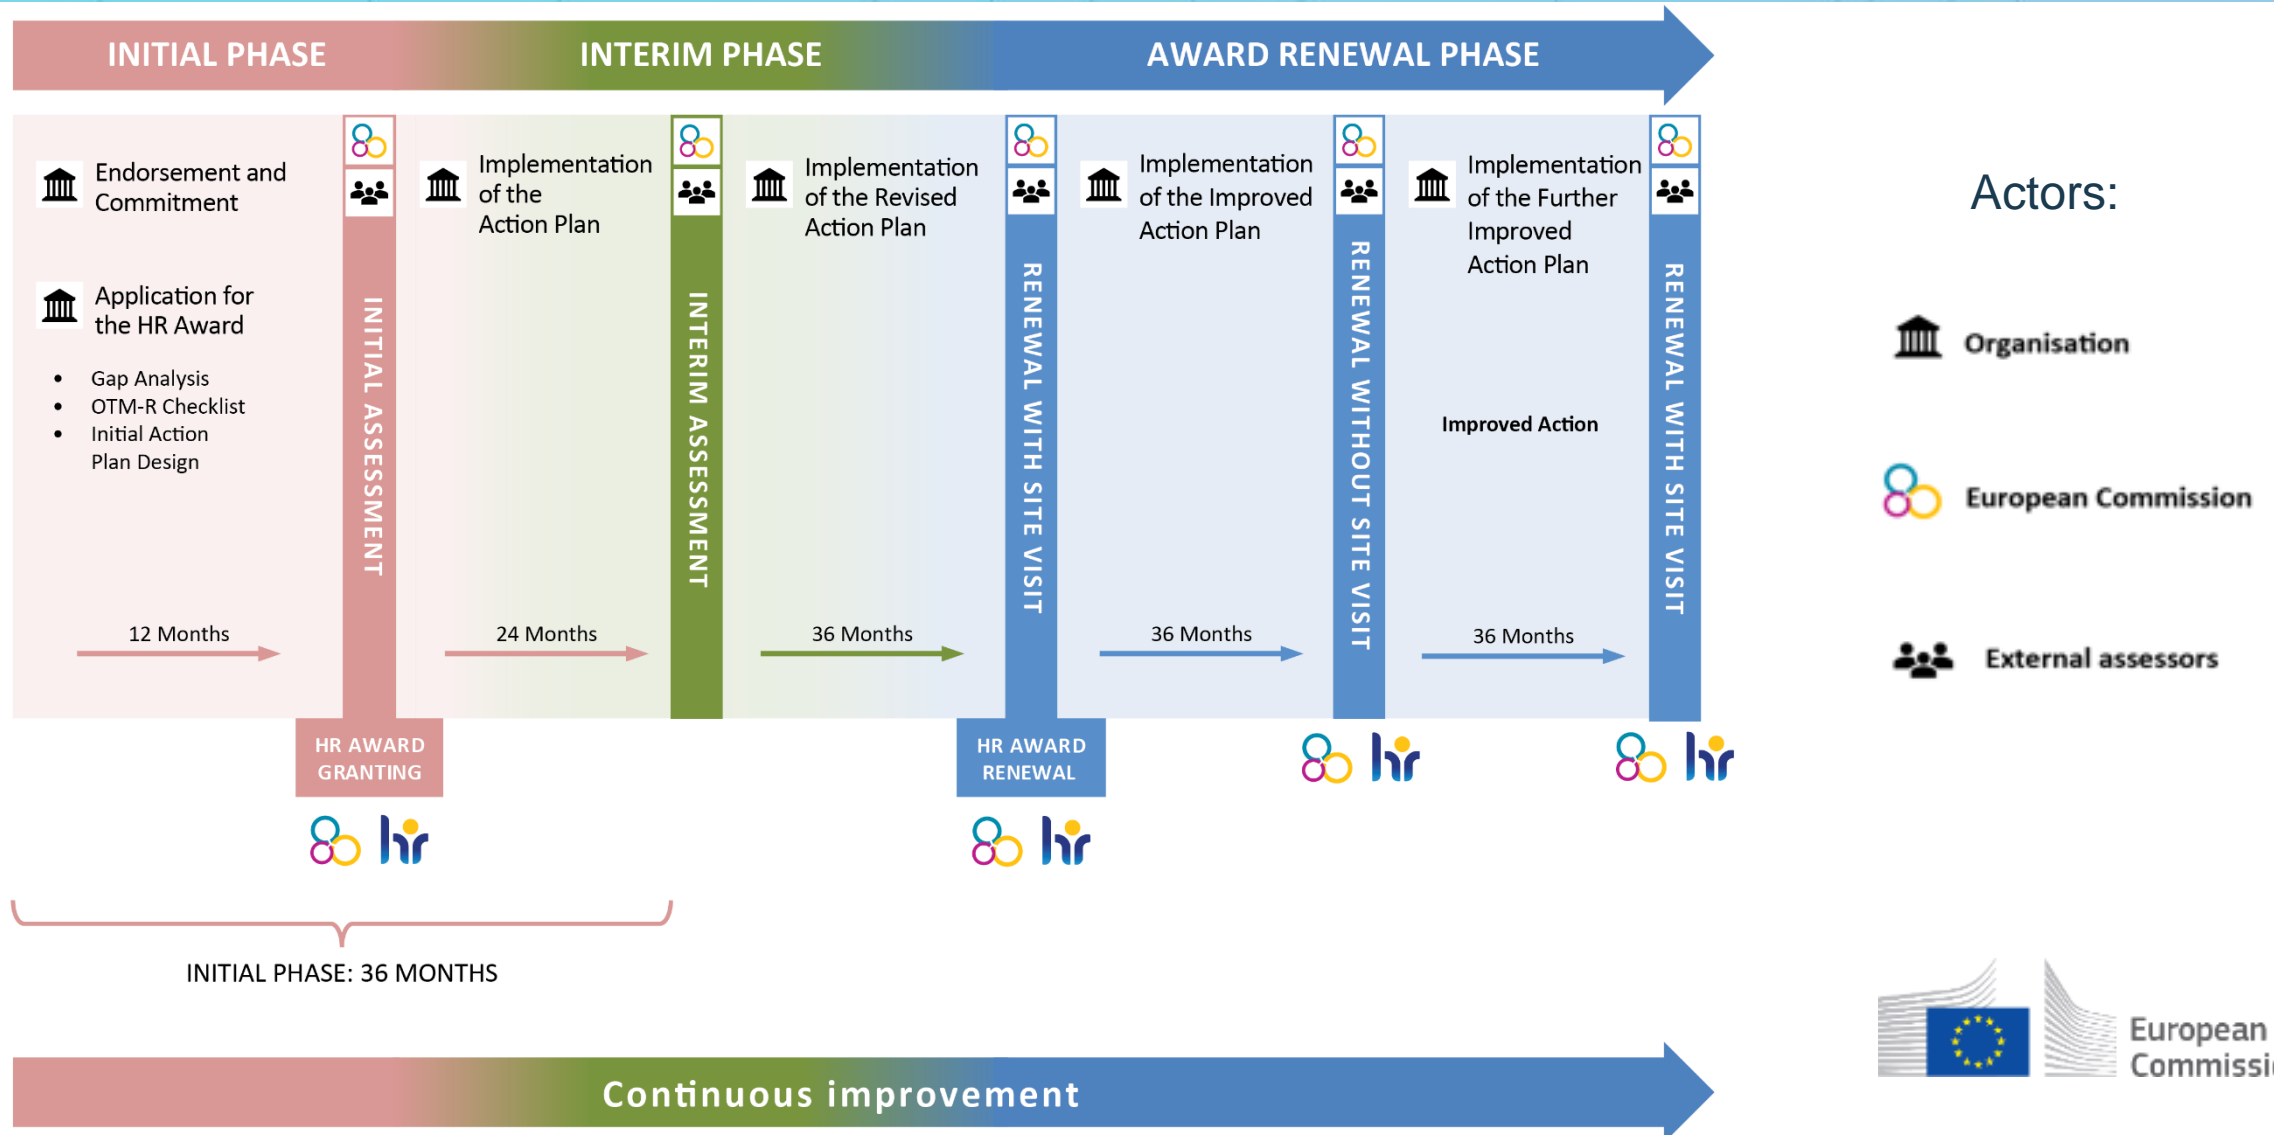 INITIAL PHASE
INTERIM PHASE
AWARD RENEWAL PHASE
Endorsement and
Commitment
Application for
the HR Award
• Gap Analysis
• OTM-R Checklist
• Initial Action
Plan Design
12 Months
INITIAL ASSESSMENT
HR AWARD
GRANTING
hr
Implementation
of the
Action Plan
24 Months
INTERIM ASSESSMENT
Implementation
of the Revised
Action Plan
36 Months
RENEWAL WITH SITE VISIT
HR AWARD
RENEWAL
hr
Implementation
of the Improved
Action Plan
36 Months
RENEWAL WITHOUT SITE VISIT
hr
Implementation
of the Further
Improved
Action Plan
Improved Action
36 Months
RENEWAL WITH SITE VISIT
hr
INITIAL PHASE: 36 MONTHS
Continuous improvement
Actors:
Organisation
European Commission
External assessors
European
Commissi